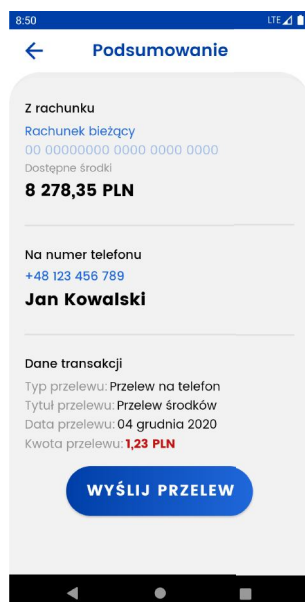 8:50 LTE
Podsumowanie
Z rachunku
Rachunek bieżący
00 00000000 0000 0000 0000
Dostępne środki
8 278,35 PLN
Na numer telefonu
+48 123 456 789
Jan Kowalski
Dane transakcji
Typ przelewu: Przelew na telefon
Tytuł przelewu: Przelew środków
Data przelewu: 04 grudnia 2020
Kwota przelewu: 1,23 PLN
WYŚLIJ PRZELEW